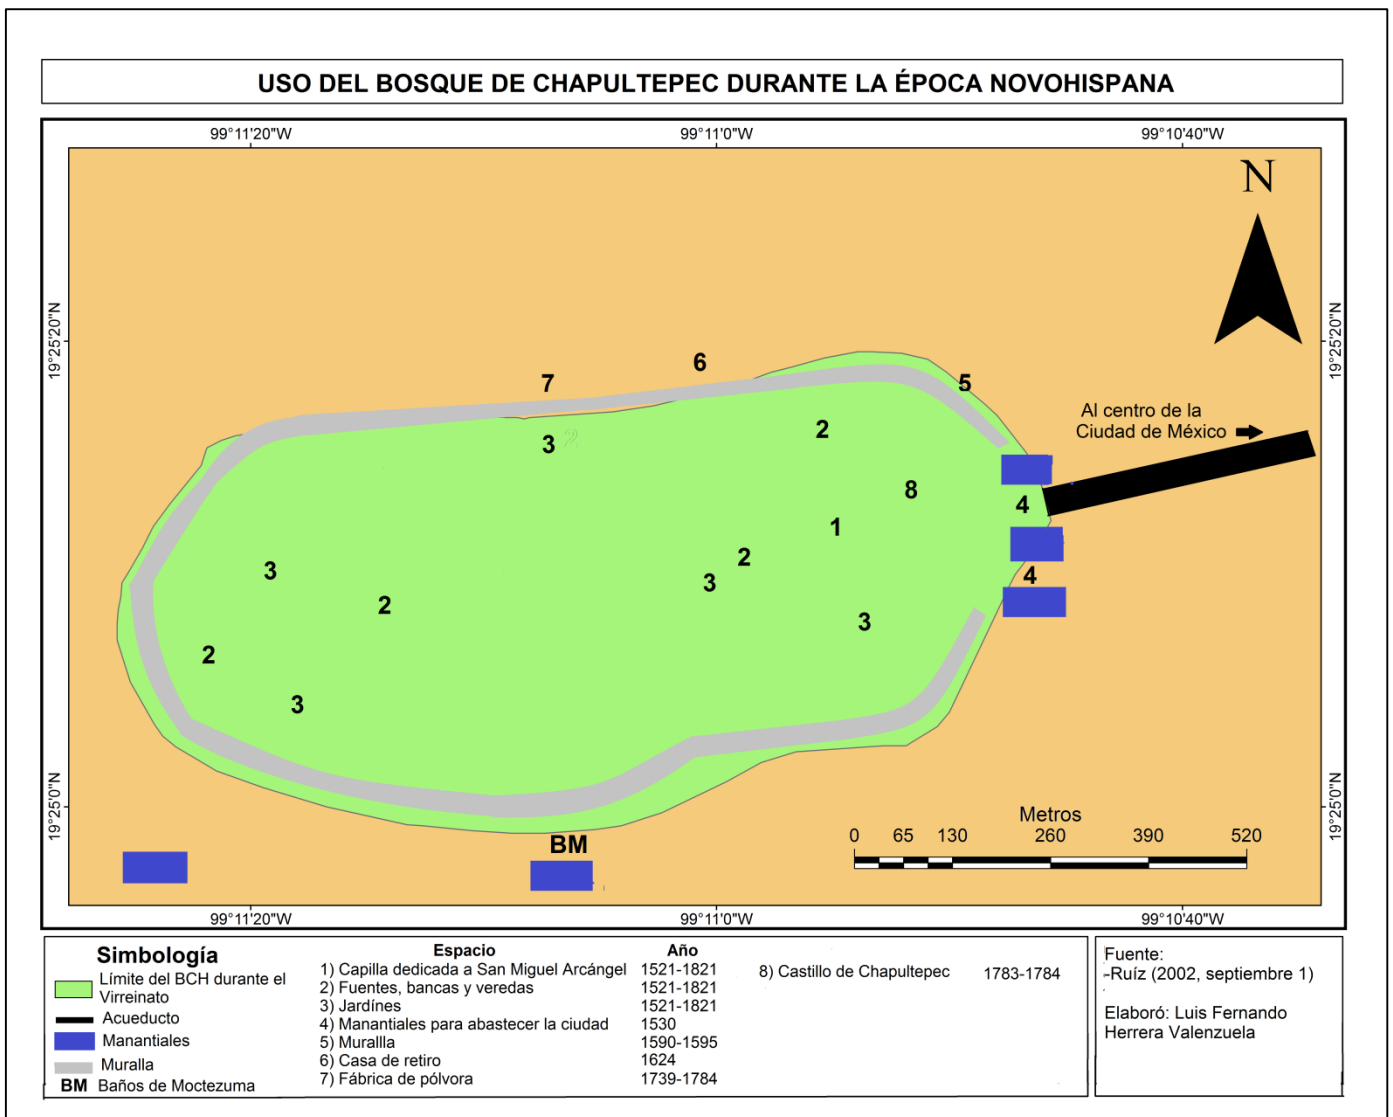 USO DEL BOSQUE DE CHAPULTEPEC DURANTE LA ÉPOCA NOVOHISPANA
99°11'20"W 99°11'0"W 99°10'40"W
N
19°25'20"N 19°25'20"N
6
7 5
Al centro de la
Ciudad de México
2
3 2
8
4
1
2
3 3 4
2
3
2
3
19°25'0"N 19°25'0"N
Metros
0 65 130 260 390 520
BM
99°11'20"W 99°11'0"W 99°10'40"W
Simbología
Límite del BCH durante el
Virreinato
Acueducto
Manantiales
Muralla
BM Baños de Moctezuma
Espacio Año
1) Capilla dedicada a San Miguel Arcángel 1521-1821
2) Fuentes, bancas y veredas 1521-1821
3) Jardínes 1521-1821
4) Manantiales para abastecer la ciudad 1530
5) Murallla 1590-1595
6) Casa de retiro 1624
7) Fábrica de pólvora 1739-1784
8) Castillo de Chapultepec 1783-1784
Fuente:
-Ruíz (2002, septiembre 1)
Elaboró: Luis Fernando
Herrera Valenzuela